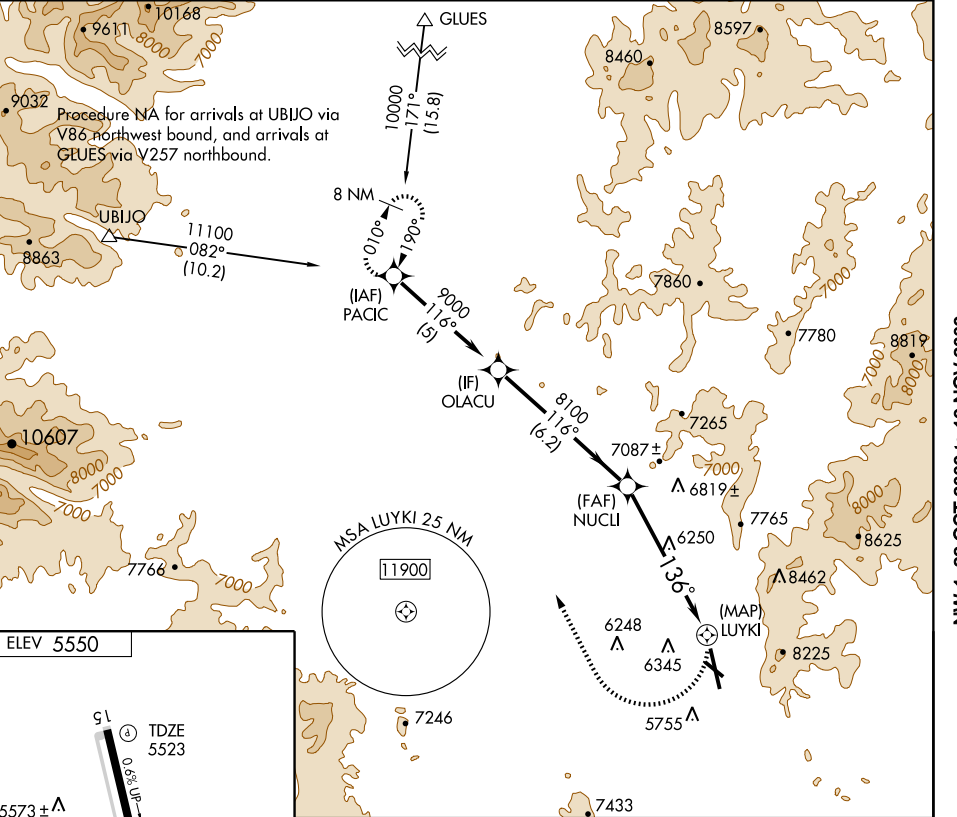 GLUES
10168
9611
8000
7000
8597
8460
9032
Procedure NA for arrivals at UBIJO via
V86 northwest bound, and arrivals at
GLUES via V257 northbound.
10000
171°
(15.8)
8 NM
010°
190°
UBIJO
11100
082°
(10.2)
8863
(IAF)
PACIC
9000
116°
(5)
7860
7000
7780
8819
7000
8000
(IF)
OLACU
8100
116°
(6.2)
7265
7087 ±
7000
6819 ±
10607
8000
7000
(FAF)
NUCLI
7765
8000
8625
6250
136°
MSA LUYKI 25 NM
11900
7766
7000
8462
(MAP)
LUYKI
6248
6345
8225
5755
ELEV 5550
7246
15
P
TDZE
5523
0.6% UP
5573 ±
7433